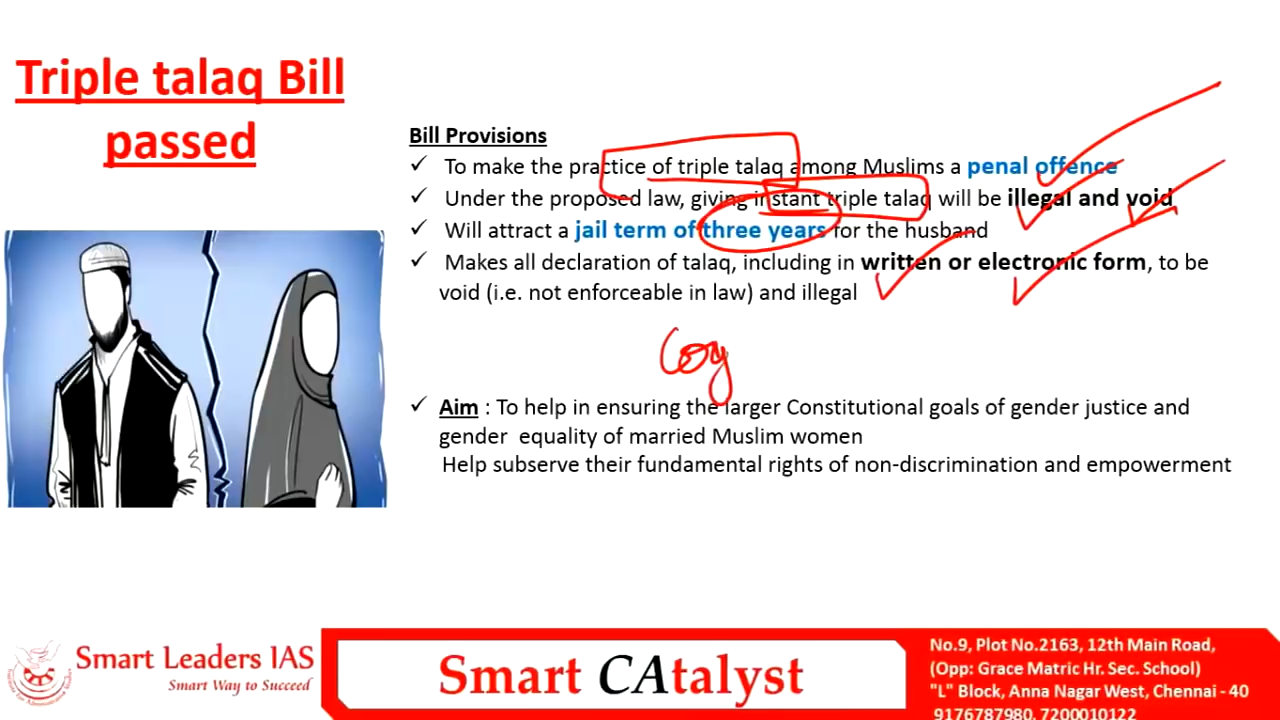 Triple talaq Bill
passed
Bill Provisions
✓ To make the practice of triple talaq among Muslims a penal offence
✓ Under the proposed law, giving instant triple talaq will be illegal and void
✓ Will attract a jail term of three years for the husband
✓ Makes all declaration of talaq, including in written or electronic form, to be
void (i.e. not enforceable in law) and illegal
Cog
✓ Aim : To help in ensuring the larger Constitutional goals of gender justice and
gender equality of married Muslim women
Help subserve their fundamental rights of non-discrimination and empowerment
Smart Leaders IAS
Smart Way to Succeed
Smart CAtalyst
No.9, Plot No.2163, 12th Main Road,
(Opp: Grace Matric Hr. Sec. School)
"L" Block, Anna Nagar West, Chennai - 40
9176787980, 7200010122